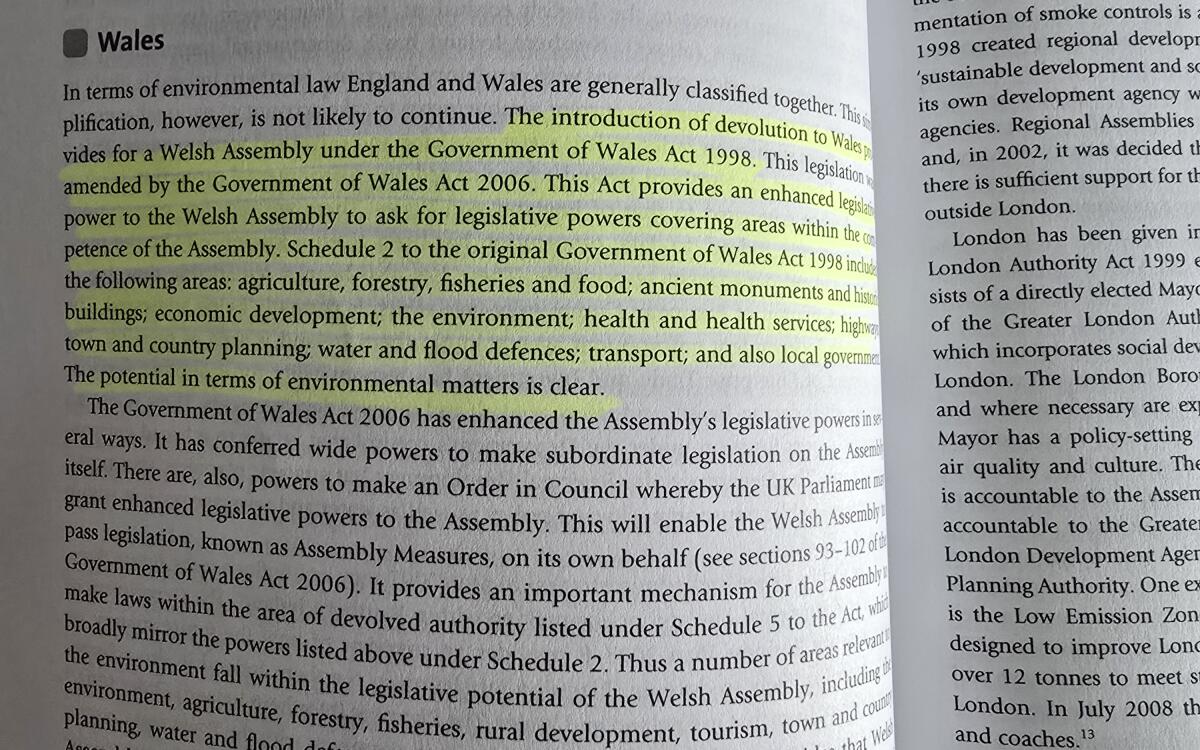 Wales
In terms of environmental law England and Wales are generally classified together. This
plification, however, is not likely to continue. The introduction of devolution to Wales
vides for a Welsh Assembly under the Government of Wales Act 1998. This legislation
amended by the Government of Wales Act 2006. This Act provides an enhanced
power to the Welsh Assembly to ask for legislative powers covering areas within the
petence of the Assembly. Schedule 2 to the original Government of Wales Act 1998
the following areas: agriculture, forestry, fisheries and food; ancient monuments and
buildings; economic development; the environment; health and health services;
town and country planning; water and flood defences; transport; and also local
The potential in terms of environmental matters is clear.
The Government of Wales Act 2006 has enhanced the Assembly's legislative powers in
eral ways. It has conferred wide powers to make subordinate legislation on the
itself. There are, also, powers to make an Order in Council whereby the UK Parliament
grant enhanced legislative powers to the Assembly. This will enable the Welsh Assembly
pass legislation, known as Assembly Measures, on its own behalf (see sections 93–102 of
Government of Wales Act 2006). It provides an important mechanism for the Assembly
make laws within the area of devolved authority listed under Schedule 5 to the Act,
broadly mirror the powers listed above under Schedule 2. Thus a number of areas relevant
the environment fall within the legislative potential of the Welsh Assembly, including
environment, agriculture, forestry, fisheries, rural development, tourism, town and
planning, water and flood
that
mentation of smoke controls is
1998 created regional
'sustainable development and
its own development agency
agencies. Regional Assemblies
and, in 2002, it was decided
there is sufficient support for
outside London.
London has been given
London Authority Act 1999
sists of a directly elected
of the Greater London
which incorporates social
London. The London
and where necessary are
Mayor has a policy-setting
air quality and culture. The
is accountable to the
accountable to the Greater
London Development
Planning Authority. One
is the Low Emission
designed to improve
over 12 tonnes to meet
London. In July 2008
and coaches.13